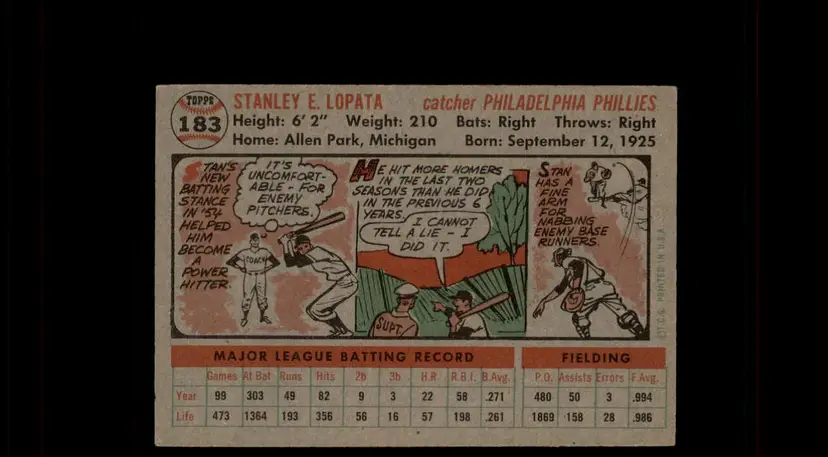 TOPPS
183
STANLEY E. LOPATA catcher PHILADELPHIA PHILLIES
Height: 6' 2" Weight: 210 Bats: Right Throws: Right
Home: Allen Park, Michigan Born: September 12, 1925
STAN'S
NEW
BATTING
STANCE
IN '54
HELPED
HIM
BECOME
A
POWER
HITTER.
IT'S
UNCOMFORT-
ABLE - FOR
ENEMY
PITCHERS.
COACH
HE HIT MORE HOMERS
IN THE LAST TWO
SEASONS THAN HE DID
IN THE PREVIOUS 6
YEARS.
I CANNOT
TELL A LIE - I
DID IT.
SUPT.
STAN
HAS A
FINE
ARM
FOR
NABBING
ENEMY BASE
RUNNERS.
PRINTED IN U.S.A.
MAJOR LEAGUE BATTING RECORD FIELDING
Games At Bat Runs Hits 2b 3b H.R. R.B.I. B.Avg. P.O. Assists Errors F.Avg.
Year 99 303 49 82 9 3 22 58 .271 480 50 3 .994
Life 473 1364 193 356 56 16 57 198 .261 1869 158 28 .986